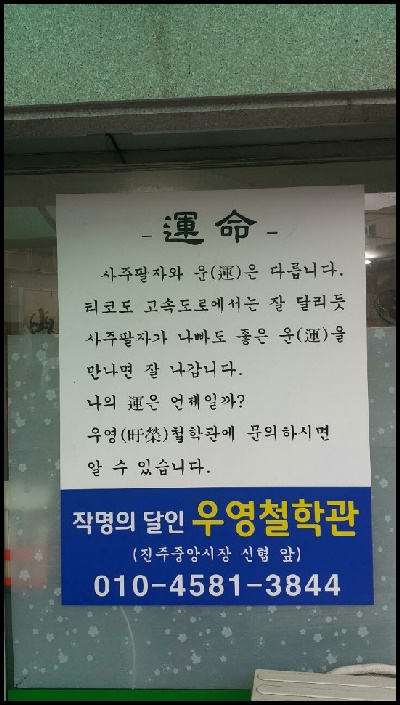 - 運命 -
사주팔자와 운(運)은 다릅니다.
티코도 고속도로에서는 잘 달리듯
사주팔자가 나빠도 좋은 운(運)을
만나면 잘 나갑니다.
나의 運은 언제일까?
우영(旴榮)철학관에 문의하시면
알 수 있습니다.
작명의 달인 우영철학관
(진주중앙시장 신협 앞)
010-4581-3844